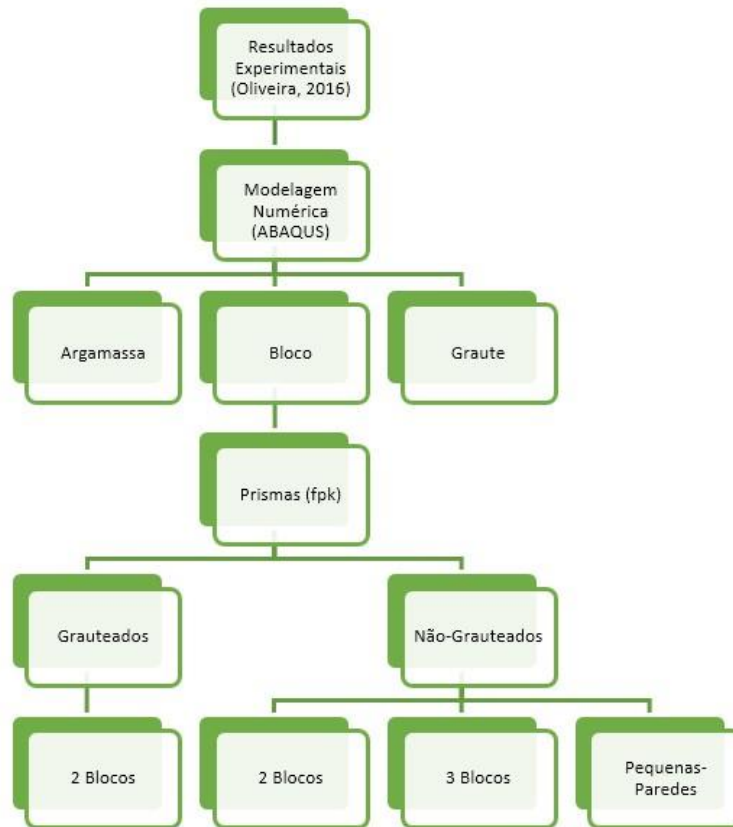 Resultados
Experimentais
(Oliveira, 2016)
Modelagem
Numérica
(ABAQUS)
Argamassa
Bloco
Graute
Prismas (fpk)
Grauteados
Não-Grauteados
2 Blocos
2 Blocos
3 Blocos
Pequenas-
Paredes